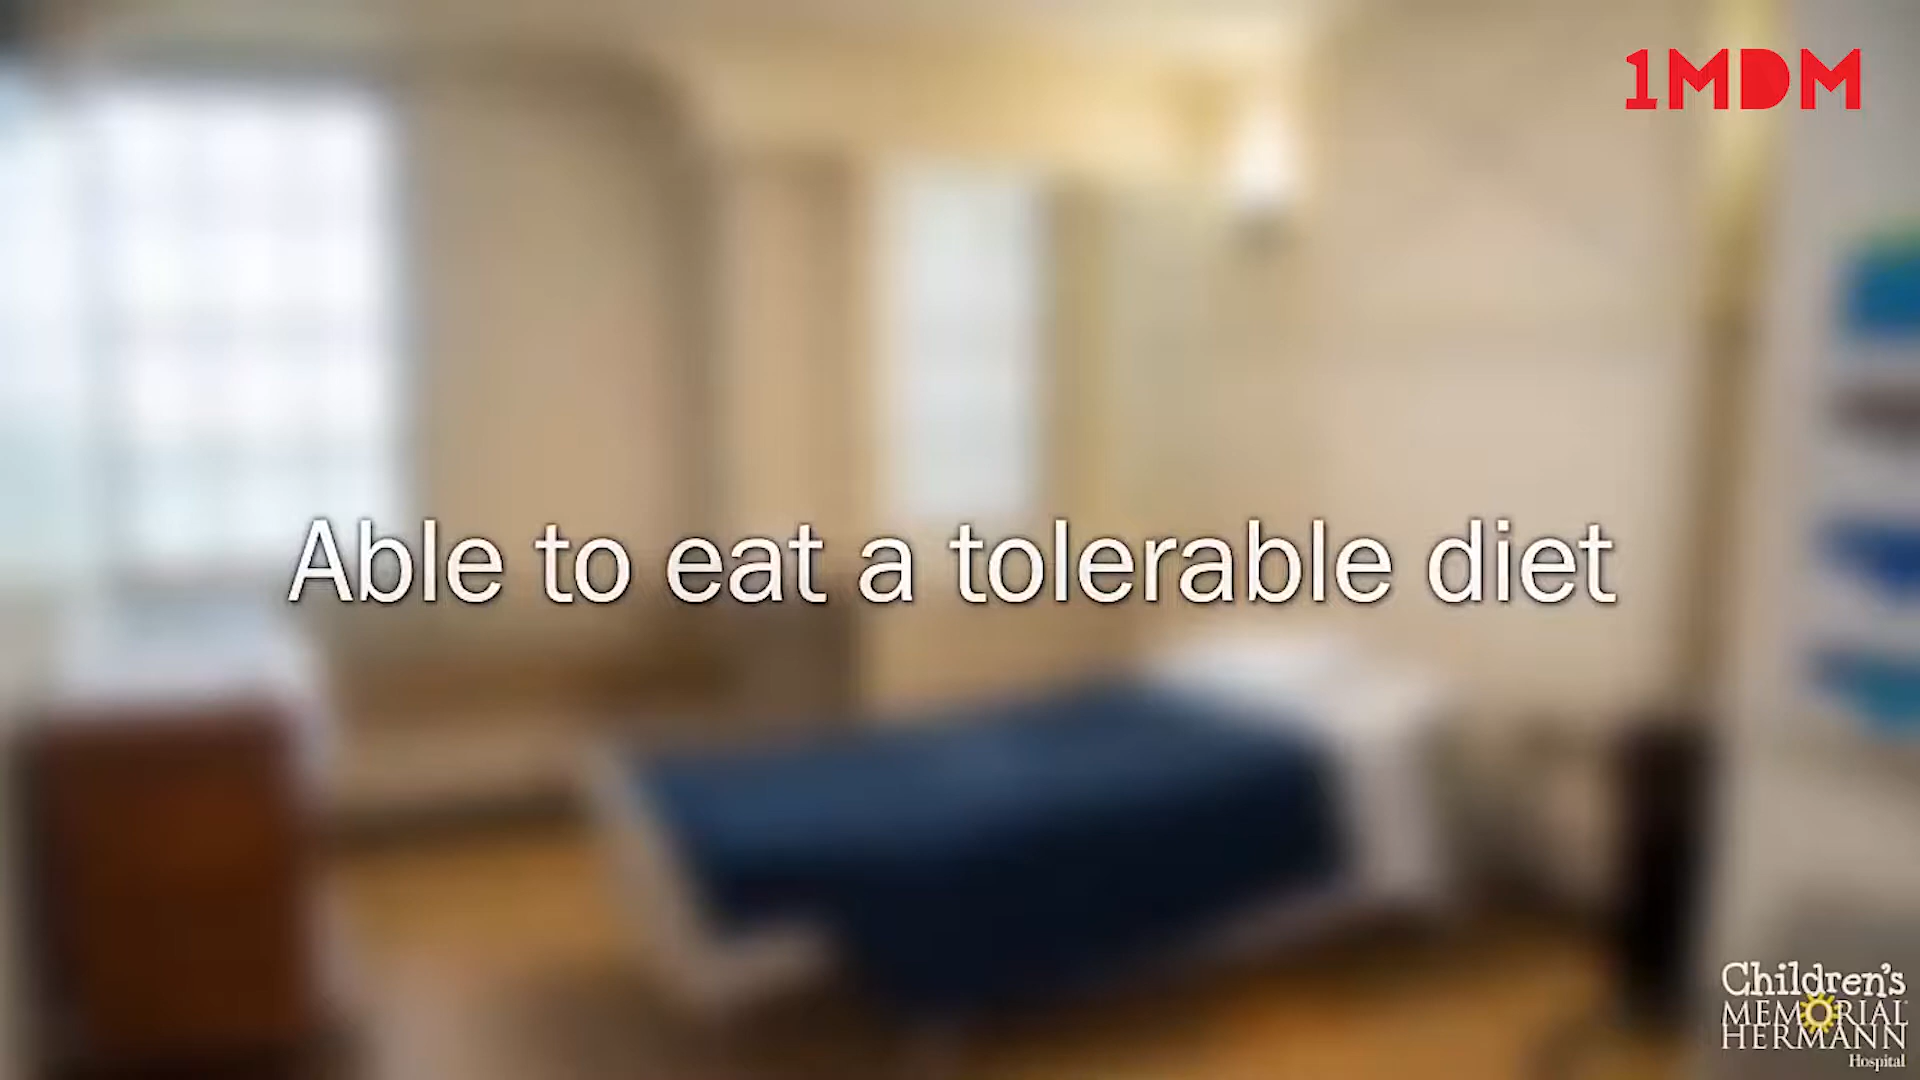 1MDM
Able to eat a tolerable diet
Children's
MEMORIAL
HERMANN
Hospital